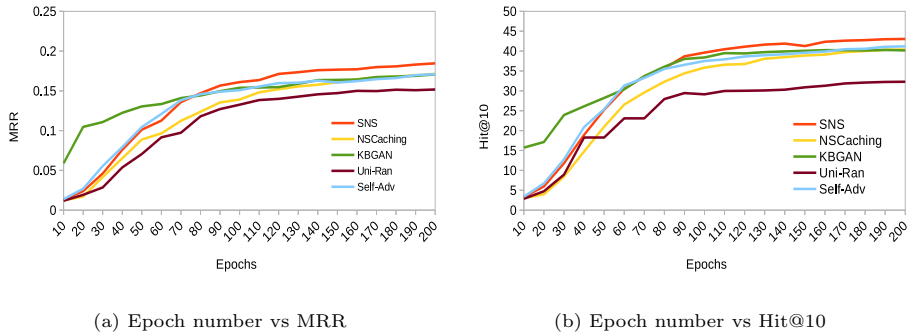 0.25
0.2
0.15
0.1
0.05
0
MRR
10 20 30 40 50 60 70 80 90 100 110 120 130 140 150 160 170 180 190 200
Epochs
SNS
NSCaching
KBGAN
Uni-Ran
Self-Adv
(a) Epoch number vs MRR
50
45
40
35
30
25
20
15
10
5
0
Hit@10
10 20 30 40 50 60 70 80 90 100 110 120 130 140 150 160 170 180 190 200
Epochs
SNS
NSCaching
KBGAN
Uni-Ran
Self-Adv
(b) Epoch number vs Hit@10